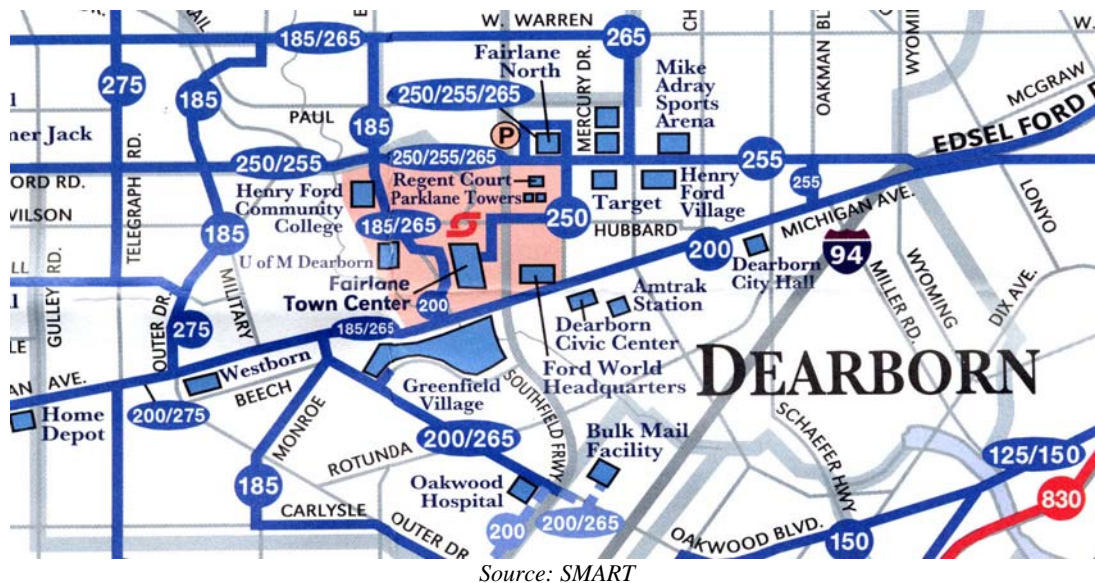 W. WARREN
185/265
265
Fairlane
North
MERCURY DR.
Mike
Adray
Sports
Arena
OAKMAN
MCGRAW
275
185
TELEGRAPH RD.
250/255/265
PAUL
185
P
EDSEL FORD
ner Jack
250/255
250/255/265
255
255
ORD RD.
Henry Ford
Community
College
Regent Court
Parklane Towers
Target
Henry
Ford
Village
LONYO
MICHIGAN AVE.
WILSON
185
185/265
250
HUBBARD
200
Dearborn
City Hall
94
WYOMING
MILLER RD.
DIX AVE.
GULLEY RD.
MILITARY
U of M Dearborn
Fairlane
Town Center
200
OUTER DR.
275
185/265
Amtrak
Station
Dearborn
Civic Center
Ford World
Headquarters
DEARBORN
AN AVE.
Westborn
BEECH
Greenfield
Village
SOUTHFIELD FRWY
Home
Depot
200/275
MONROE
200/265
Bulk Mail
Facility
SCHAEFER HWY
125/150
ROTUNDA
185
Oakwood
Hospital
830
CARLYSLE
OUTER DR.
200
200/265
OAKWOOD BLVD.
150
Source: SMART